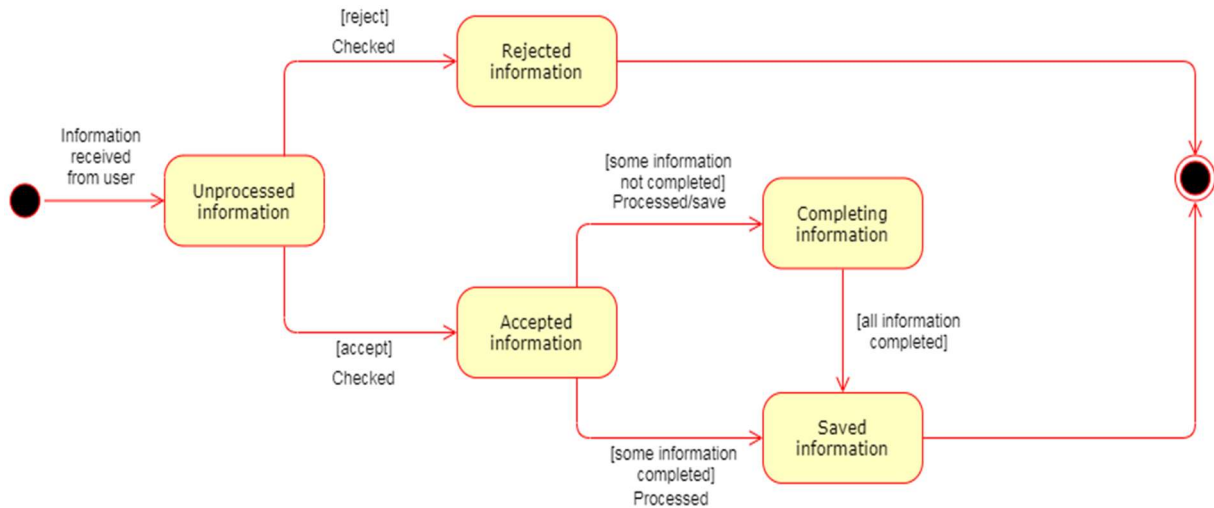 [reject]
Checked
Rejected
information
Information
received
from user
Unprocessed
information
[some information
not completed]
Processed/save
Completing
information
Accepted
information
[accept]
Checked
[all information
completed]
Saved
information
[some information
completed]
Processed